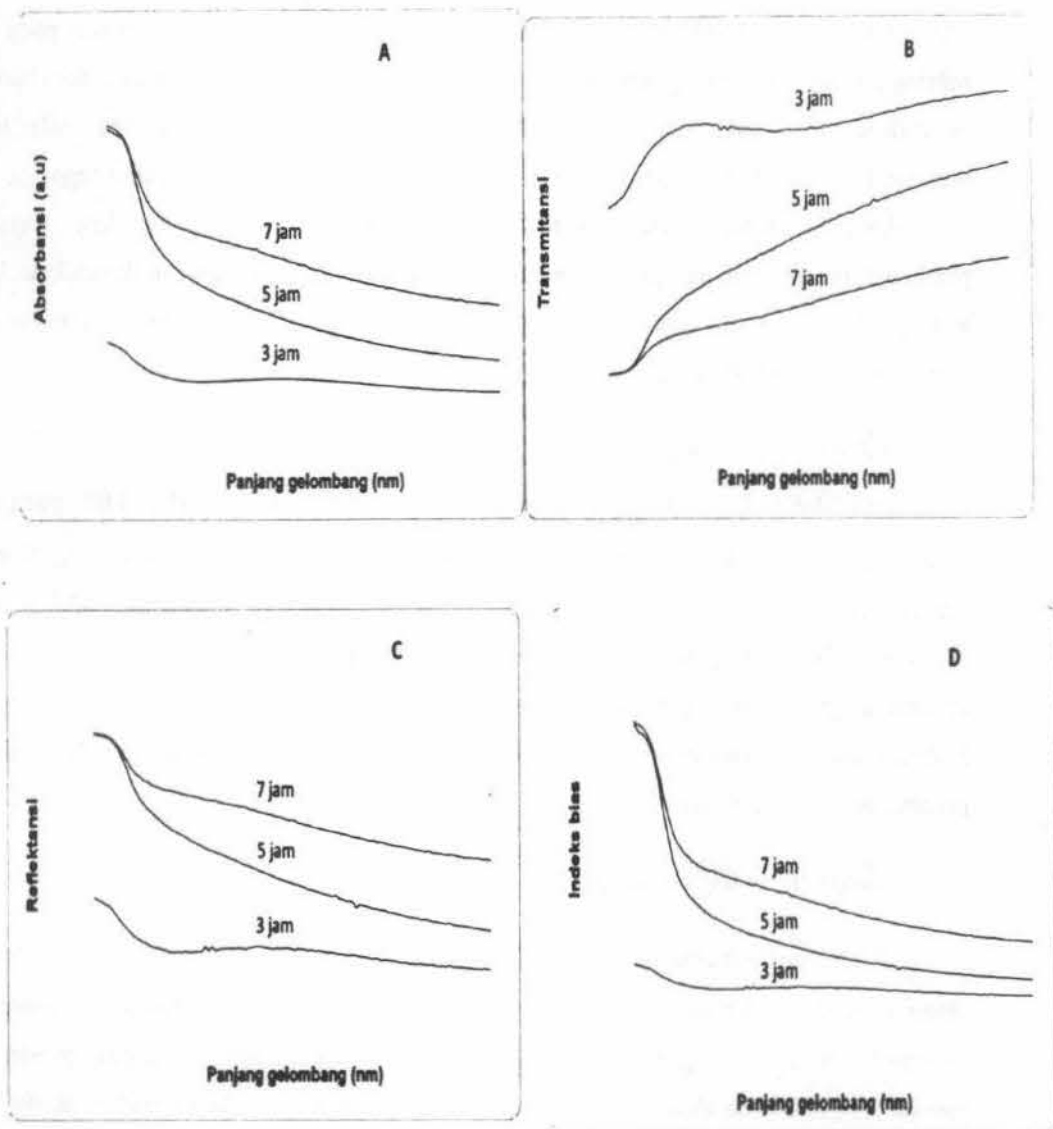 A
Absorbansi (a.u)
7 jam
5 jam
3 jam
Panjang gelombang (nm)
B
Transmitansi
3 jam
5 jam
7 jam
Panjang gelombang (nm)
C
Reflektansi
7 jam
5 jam
3 jam
Panjang gelombang (nm)
D
Indeks bias
7 jam
5 jam
3 jam
Panjang gelombang (nm)